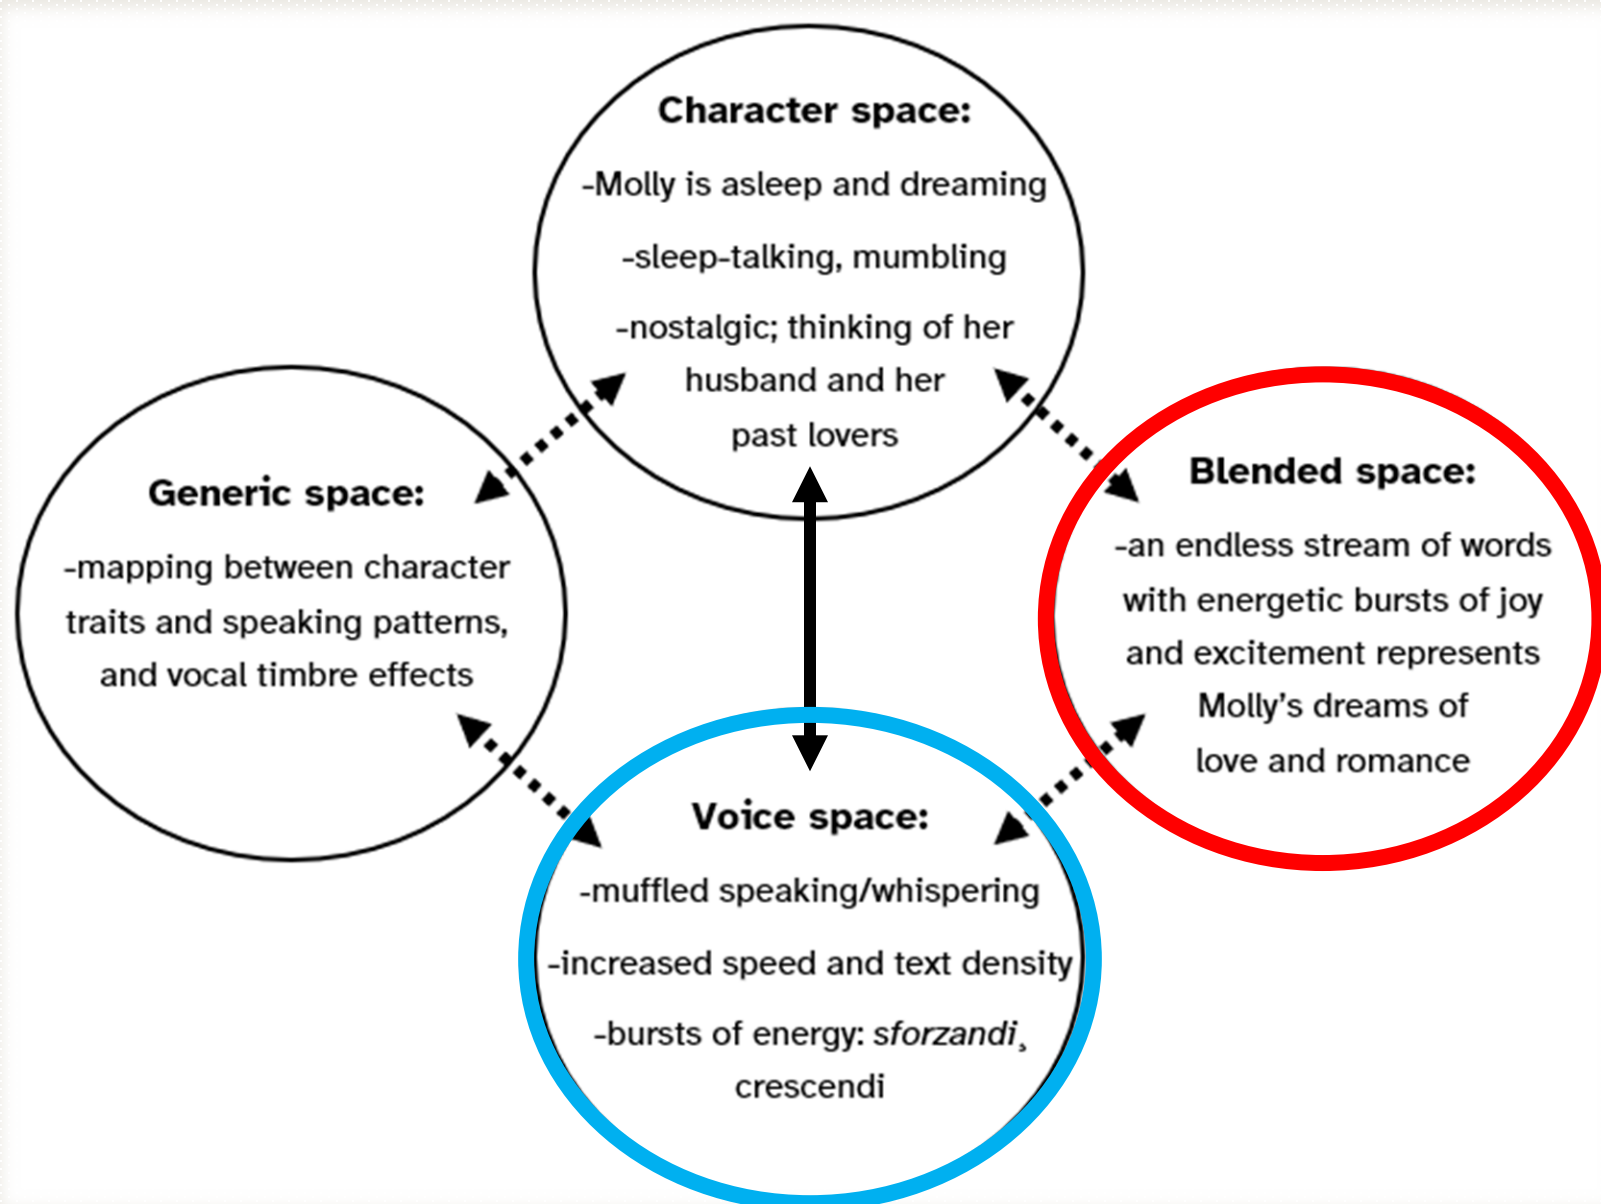 Character space:
-Molly is asleep and dreaming
-sleep-talking, mumbling
-nostalgic; thinking of her
husband and her
past lovers
Generic space:
-mapping between character
traits and speaking patterns,
and vocal timbre effects
Blended space:
-an endless stream of words
with energetic bursts of joy
and excitement represents
Molly’s dreams of
love and romance
Voice space:
-muffled speaking/whispering
-increased speed and text density
-bursts of energy: sforzandi¸
crescendi